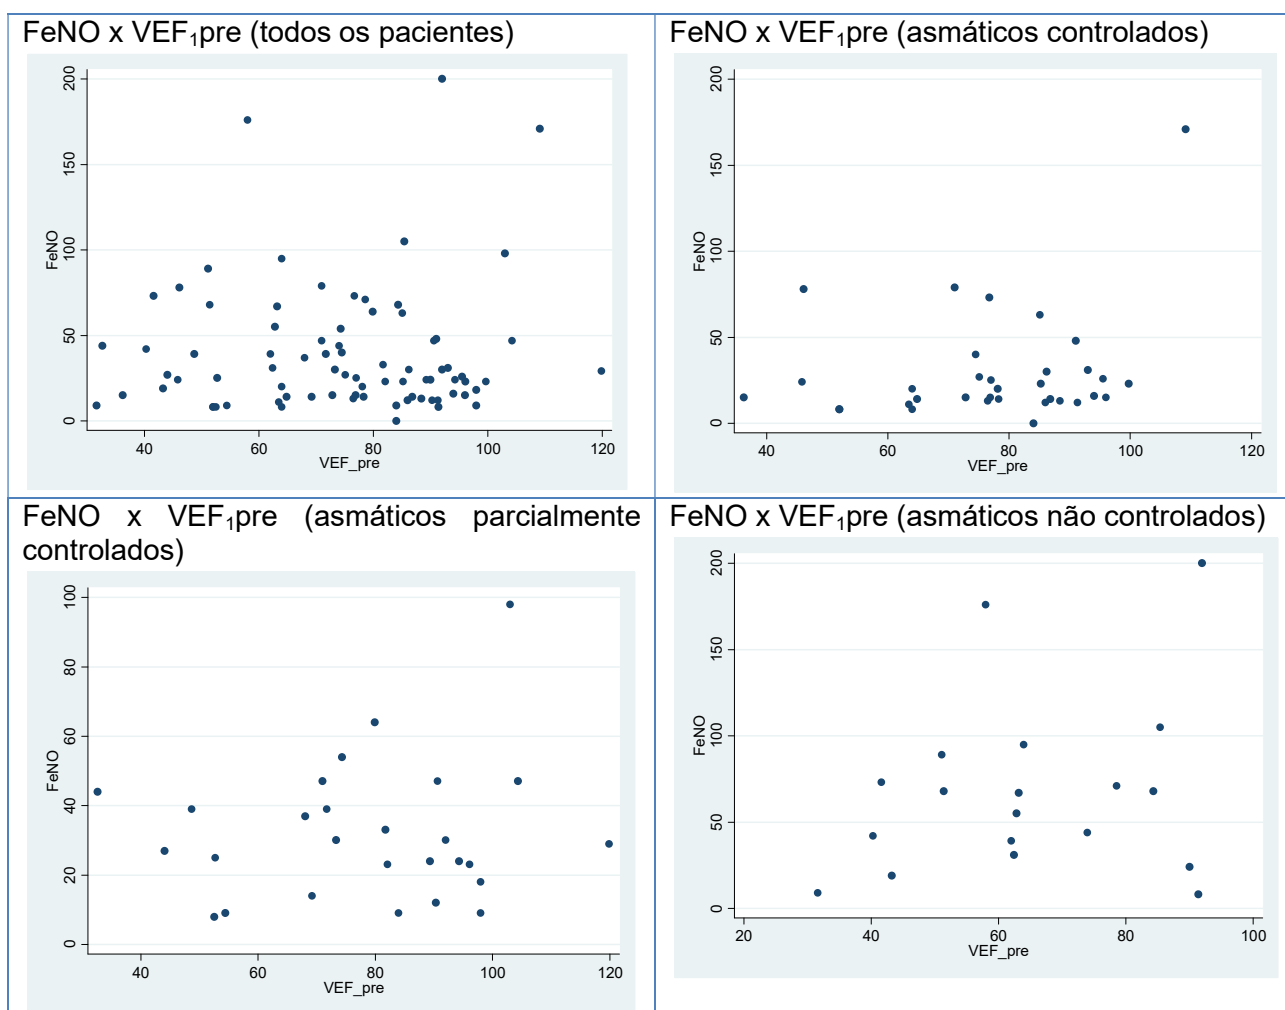 FeNO x VEF₁pre (todos os pacientes)
200
150
100
50
0
FeNO
40 60 80 100 120
VEF_pre
FeNO x VEF₁pre (asmáticos controlados)
200
150
100
50
0
FeNO
40 60 80 100 120
VEF_pre
FeNO x VEF₁pre (asmáticos parcialmente
controlados)
100
80
60
40
20
0
FeNO
40 60 80 100 120
VEF_pre
FeNO x VEF₁pre (asmáticos não controlados)
200
150
100
50
0
FeNO
20 40 60 80 100
VEF_pre